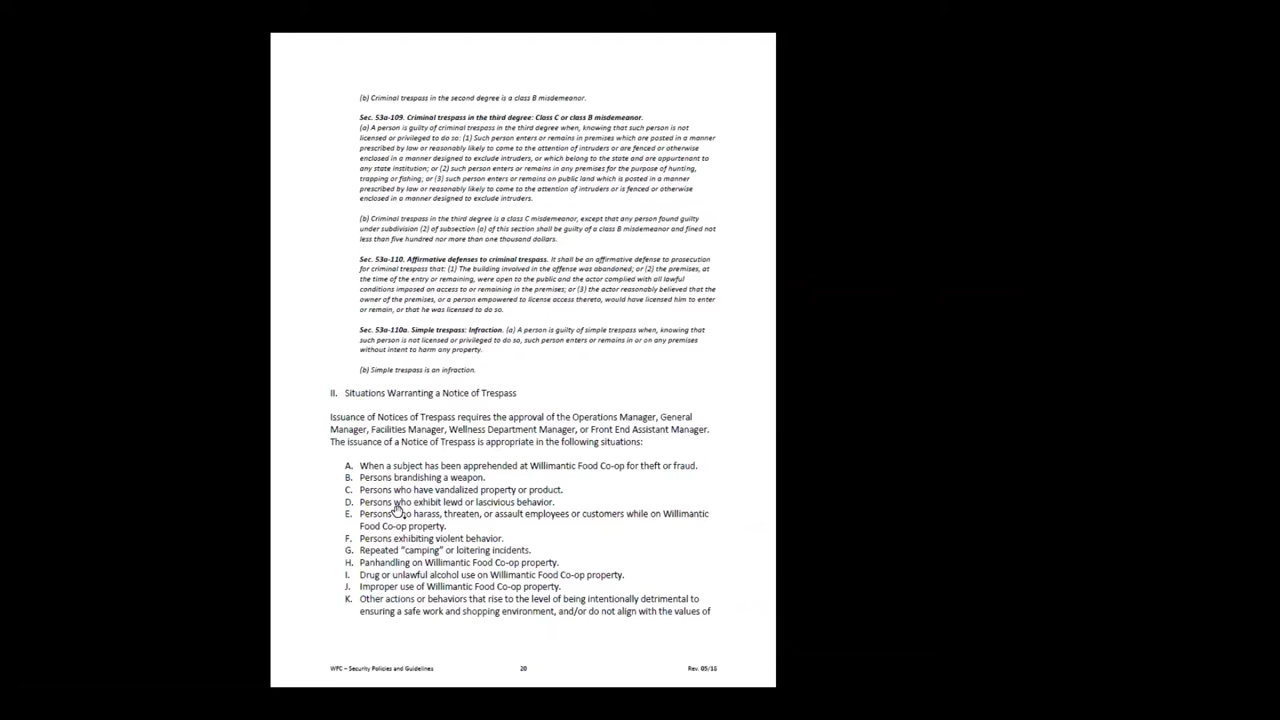 (b) Criminal trespass in the second degree is a class B misdemeanor.
Sec. 53a-109. Criminal trespass in the third degree: Class C or class B misdemeanor.
(a) A person is guilty of criminal trespass in the third degree when, knowing that such person is not
licensed or privileged to do so: (1) Such person enters or remains in premises which are posted in a manner
prescribed by law or reasonably likely to come to the attention of intruders or are fenced or otherwise
enclosed in a manner designed to exclude intruders, or which belong to the state and are appurtenant to
any state institution; or (2) such person enters or remains in any premises for the purpose of hunting,
trapping or fishing; or (3) such person enters or remains on public land which is posted in a manner
prescribed by law or reasonably likely to come to the attention of intruders or is fenced or otherwise
enclosed in a manner designed to exclude intruders.
(b) Criminal trespass in the third degree is a class C misdemeanor, except that any person found guilty
under subdivision (2) of subsection (a) of this section shall be guilty of a class B misdemeanor and fined not
less than five hundred nor more than one thousand dollars.
Sec. 53a-110. Affirmative defenses to criminal trespass. It shall be an affirmative defense to prosecution
for criminal trespass that: (1) The building involved in the offense was abandoned; or (2) the premises, at
the time of the entry or remaining, were open to the public and the actor complied with all lawful
conditions imposed on access to or remaining in the premises; or (3) the actor reasonably believed that the
owner of the premises, or a person empowered to license access thereto, would have licensed him to enter
or remain, or that he was licensed to do so.
Sec. 53a-110a. Simple trespass: Infraction. (a) A person is guilty of simple trespass when, knowing that
such person is not licensed or privileged to do so, such person enters or remains in or on any premises
without intent to harm any property.
(b) Simple trespass is an infraction.
II. Situations Warranting a Notice of Trespass
Issuance of Notices of Trespass requires the approval of the Operations Manager, General
Manager, Facilities Manager, Wellness Department Manager, or Front End Assistant Manager.
The issuance of a Notice of Trespass is appropriate in the following situations:
A. When a subject has been apprehended at Willimantic Food Co-op for theft or fraud.
B. Persons brandishing a weapon.
C. Persons who have vandalized property or product.
D. Persons who exhibit lewd or lascivious behavior.
E. Persons who harass, threaten, or assault employees or customers while on Willimantic
Food Co-op property.
F. Persons exhibiting violent behavior.
G. Repeated “camping” or loitering incidents.
H. Panhandling on Willimantic Food Co-op property.
I. Drug or unlawful alcohol use on Willimantic Food Co-op property.
J. Improper use of Willimantic Food Co-op property.
K. Other actions or behaviors that rise to the level of being intentionally detrimental to
ensuring a safe work and shopping environment, and/or do not align with the values of
WFC – Security Policies and Guidelines 20 Rev. 05/16